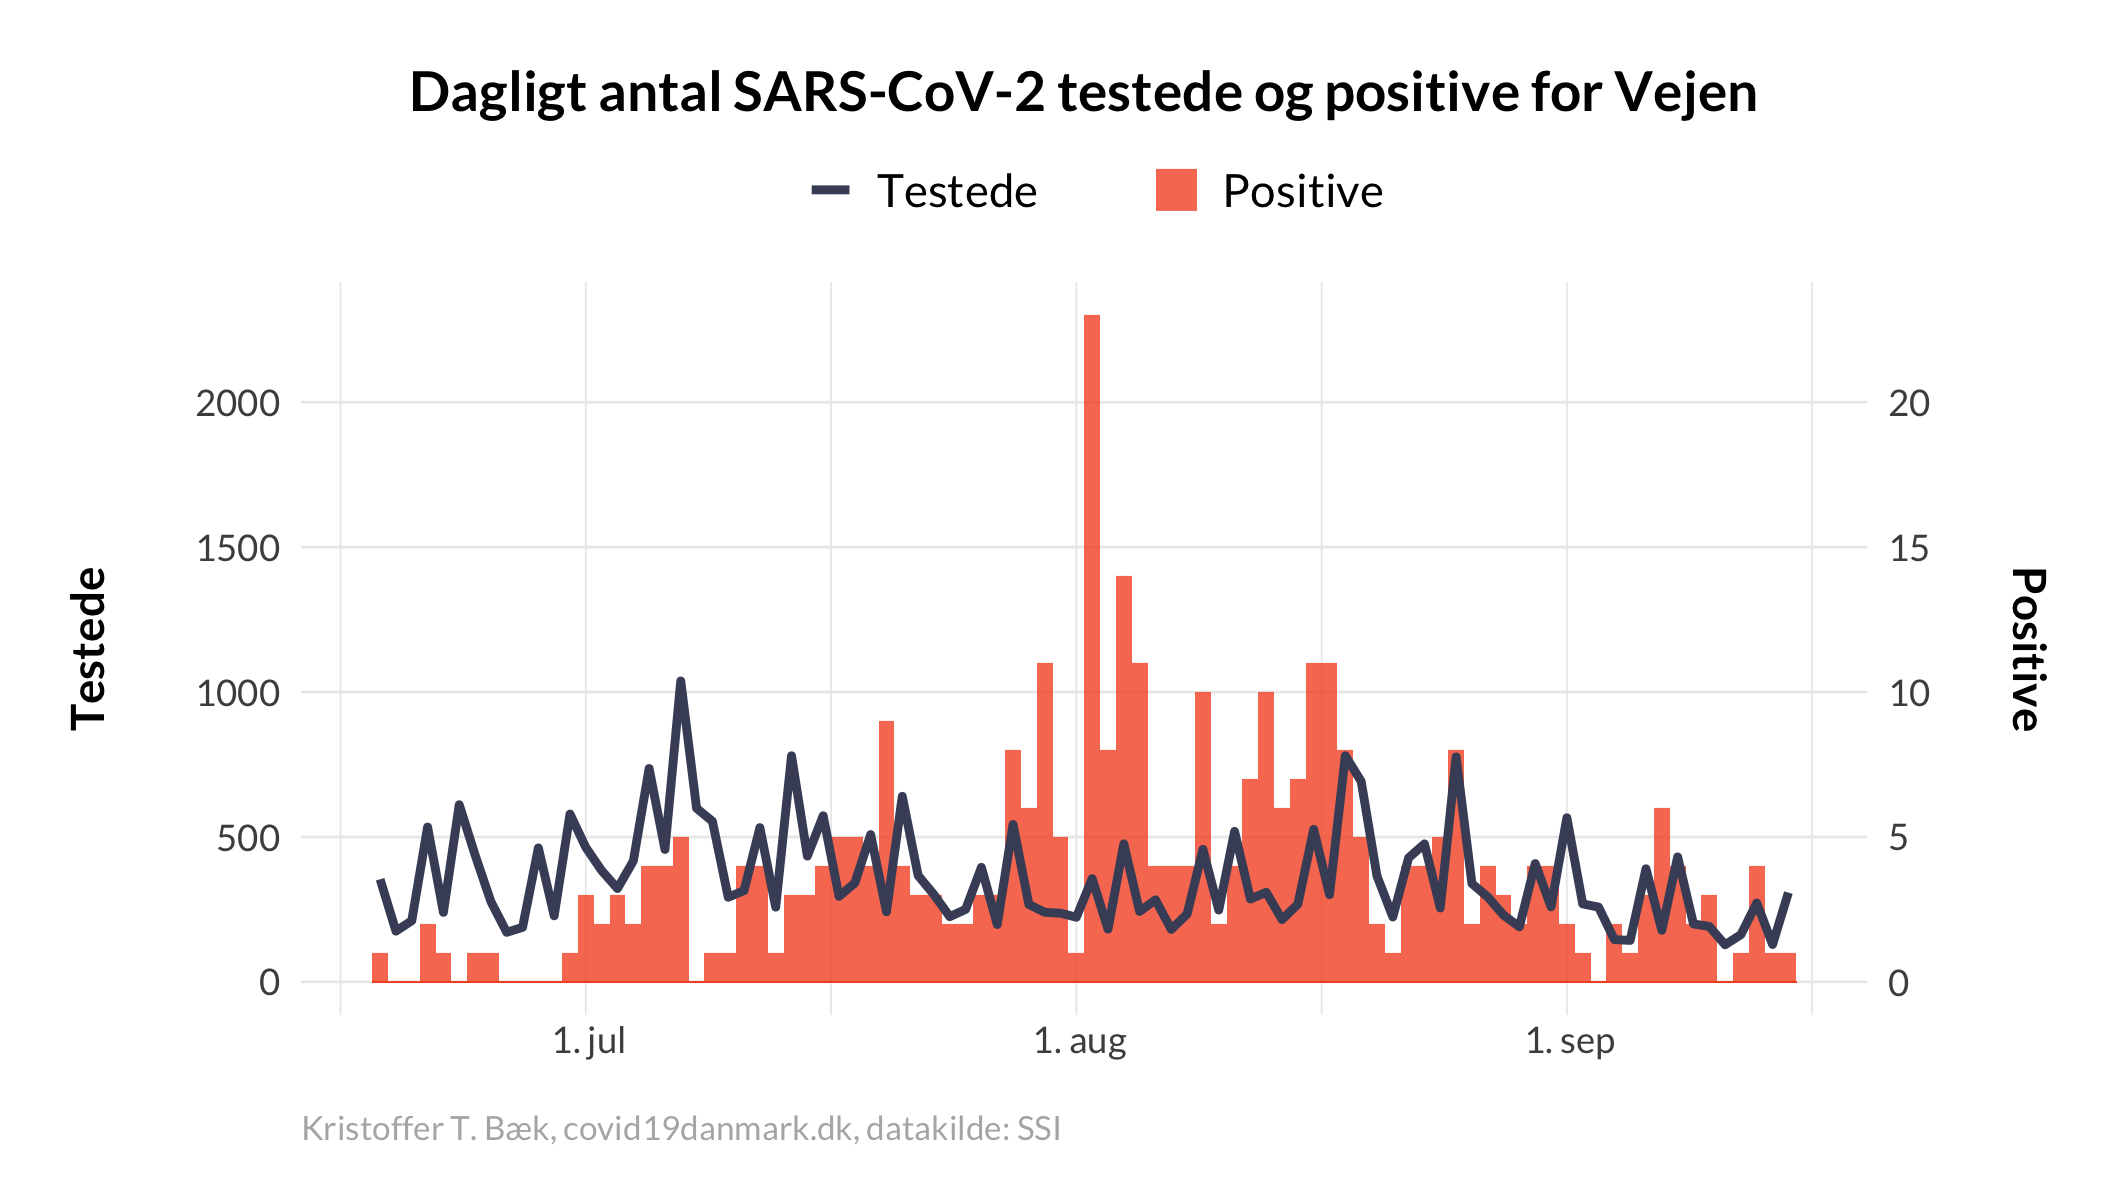 Dagligt antal SARS-CoV-2 testede og positive for Vejen
Testede
Positive
2000
1500
1000
500
0
20
15
10
5
0
Testede
Positive
1. jul
1. aug
1. sep
Kristoffer T. Bæk, covid19danmark.dk, datakilde: SSI